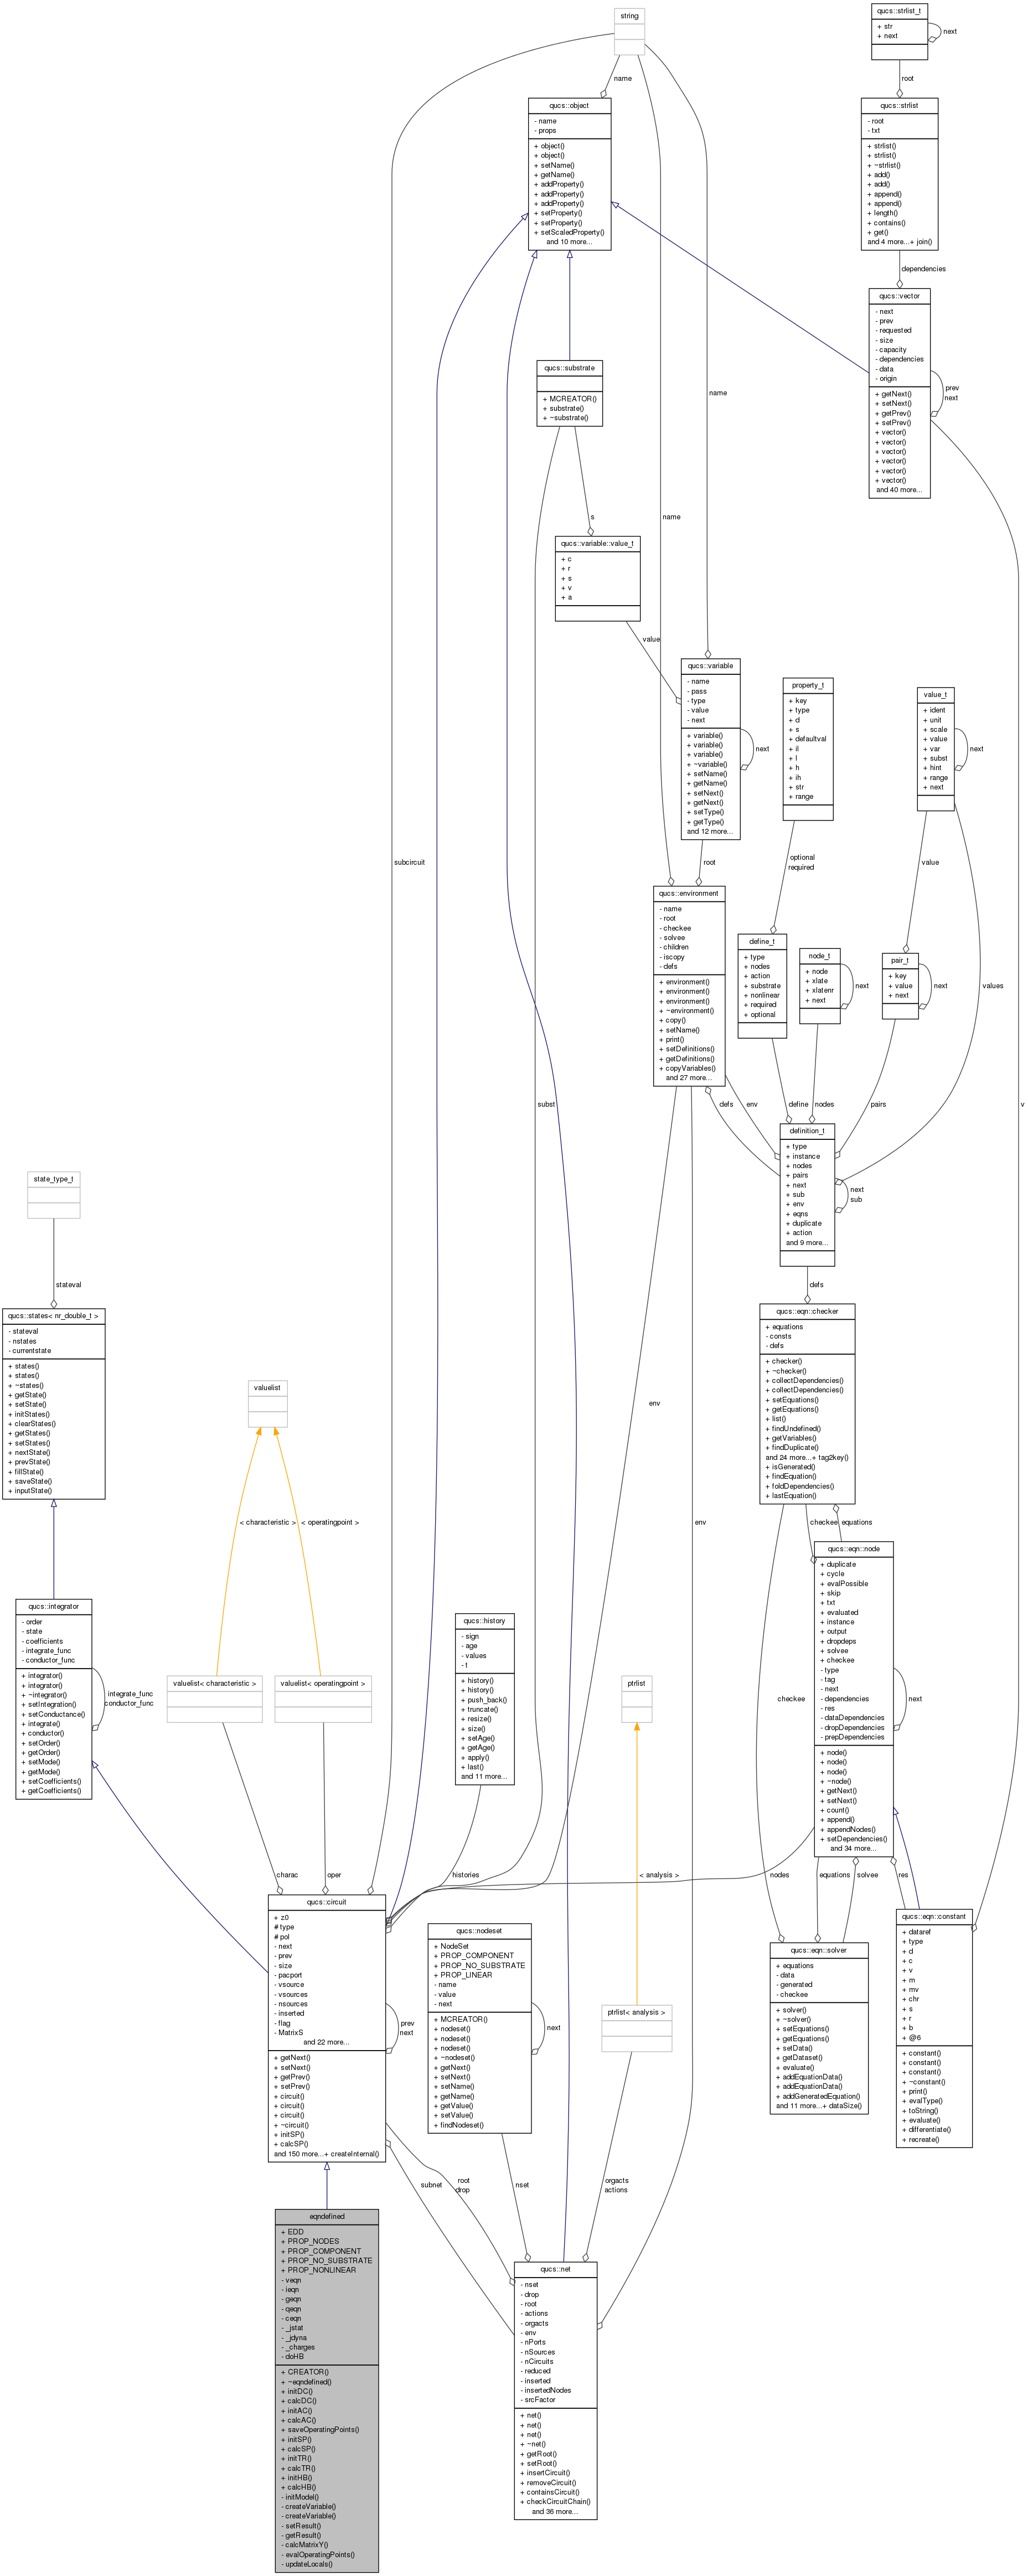 string
qucs::strlist_t
+ str
+ next
next
root
name
qucs::object
- name
- props
+ object()
+ object()
+ setName()
+ getName()
+ addProperty()
+ addProperty()
+ addProperty()
+ setProperty()
+ setProperty()
+ setScaledProperty()
and 10 more...
qucs::strlist
- root
- txt
+ strlist()
+ strlist()
+ ~strlist()
+ add()
+ add()
+ append()
+ append()
+ length()
+ contains()
+ get()
and 4 more...+ join()
dependencies
qucs::vector
- next
- prev
- requested
- size
- capacity
- dependencies
- data
- origin
+ getNext()
+ setNext()
+ getPrev()
+ setPrev()
+ vector()
+ vector()
+ vector()
+ vector()
+ vector()
+ vector()
and 40 more...
prev
next
qucs::substrate
+ MCREATOR()
+ substrate()
+ ~substrate()
name
name
s
qucs::variable::value_t
+ c
+ r
+ s
+ v
+ a
value
qucs::variable
- name
- pass
- type
- value
- next
+ variable()
+ variable()
+ variable()
+ ~variable()
+ setName()
+ getName()
+ setNext()
+ getNext()
+ setType()
+ getType()
and 12 more...
next
root
property_t
+ key
+ type
+ d
+ s
+ defaultval
+ il
+ l
+ h
+ ih
+ str
+ range
optional
required
value_t
+ ident
+ unit
+ scale
+ value
+ var
+ subst
+ hint
+ range
+ next
next
value
subcircuit
qucs::environment
- name
- root
- checkee
- solvee
- children
- iscopy
- defs
+ environment()
+ environment()
+ environment()
+ ~environment()
+ copy()
+ setName()
+ print()
+ setDefinitions()
+ getDefinitions()
+ copyVariables()
and 27 more...
define_t
+ type
+ nodes
+ action
+ substrate
+ nonlinear
+ required
+ optional
node_t
+ node
+ xlate
+ xlatenr
+ next
next
pair_t
+ key
+ value
+ next
next
values
subst
defs
env
define
nodes
pairs
v
definition_t
+ type
+ instance
+ nodes
+ pairs
+ next
+ sub
+ env
+ eqns
+ duplicate
+ action
and 9 more...
next
sub
defs
state_type_t
stateval
qucs::states< nr_double_t >
- stateval
- nstates
- currentstate
+ states()
+ states()
+ ~states()
+ getState()
+ setState()
+ initStates()
+ clearStates()
+ getStates()
+ setStates()
+ nextState()
+ prevState()
+ fillState()
+ saveState()
+ inputState()
qucs::eqn::checker
+ equations
- consts
- defs
+ checker()
+ ~checker()
+ collectDependencies()
+ collectDependencies()
+ setEquations()
+ getEquations()
+ list()
+ findUndefined()
+ getVariables()
+ findDuplicate()
and 24 more...+ tag2key()
+ isGenerated()
+ findEquation()
+ foldDependencies()
+ lastEquation()
valuelist
env
< characteristic >
< operatingpoint >
env
checkee
equations
qucs::eqn::node
+ duplicate
+ cycle
+ evalPossible
+ skip
+ txt
+ evaluated
+ instance
+ output
+ dropdeps
+ solvee
+ checkee
- type
- tag
- next
- dependencies
- res
- dataDependencies
- dropDependencies
- prepDependencies
+ node()
+ node()
+ node()
+ ~node()
+ getNext()
+ setNext()
+ count()
+ append()
+ appendNodes()
+ setDependencies()
and 34 more...
next
qucs::integrator
- order
- state
- coefficients
- integrate_func
- conductor_func
+ integrator()
+ integrator()
+ ~integrator()
+ setIntegration()
+ setConductance()
+ integrate()
+ conductor()
+ setOrder()
+ getOrder()
+ setMode()
+ getMode()
+ setCoefficients()
+ getCoefficients()
integrate_func
conductor_func
valuelist< characteristic >
valuelist< operatingpoint >
qucs::history
- sign
- age
- values
- t
+ history()
+ history()
+ push_back()
+ truncate()
+ resize()
+ size()
+ setAge()
+ getAge()
+ apply()
+ last()
and 11 more...
ptrlist
checkee
charac
oper
histories
< analysis >
nodes
equations
solvee
res
qucs::circuit
+ z0
# type
# pol
- next
- prev
- size
- pacport
- vsource
- vsources
- nsources
- inserted
- flag
- MatrixS
and 22 more...
+ getNext()
+ setNext()
+ getPrev()
+ setPrev()
+ circuit()
+ circuit()
+ circuit()
+ ~circuit()
+ initSP()
+ calcSP()
and 150 more...+ createInternal()
prev
next
qucs::nodeset
+ NodeSet
+ PROP_COMPONENT
+ PROP_NO_SUBSTRATE
+ PROP_LINEAR
- name
- value
- next
+ MCREATOR()
+ nodeset()
+ nodeset()
+ nodeset()
+ ~nodeset()
+ getNext()
+ setNext()
+ setName()
+ getName()
+ getValue()
+ setValue()
+ findNodeset()
next
ptrlist< analysis >
qucs::eqn::solver
+ equations
- data
- generated
- checkee
+ solver()
+ ~solver()
+ setEquations()
+ getEquations()
+ setData()
+ getDataset()
+ evaluate()
+ addEquationData()
+ addEquationData()
+ addGeneratedEquation()
and 11 more...+ dataSize()
qucs::eqn::constant
+ dataref
+ type
+ d
+ c
+ v
+ m
+ mv
+ chr
+ s
+ r
+ b
+ @6
+ constant()
+ constant()
+ constant()
+ ~constant()
+ print()
+ evalType()
+ toString()
+ evaluate()
+ differentiate()
+ recreate()
subnet
root
drop
nset
orgacts
actions
eqndefined
+ EDD
+ PROP_NODES
+ PROP_COMPONENT
+ PROP_NO_SUBSTRATE
+ PROP_NONLINEAR
- veqn
- ieqn
- geqn
- qeqn
- ceqn
- _jstat
- _jdyna
- _charges
- doHB
+ CREATOR()
+ ~eqndefined()
+ initDC()
+ calcDC()
+ initAC()
+ calcAC()
+ saveOperatingPoints()
+ initSP()
+ calcSP()
+ initTR()
+ calcTR()
+ initHB()
+ calcHB()
- initModel()
- createVariable()
- createVariable()
- setResult()
- getResult()
- calcMatrixY()
- evalOperatingPoints()
- updateLocals()
qucs::net
- nset
- drop
- root
- actions
- orgacts
- env
- nPorts
- nSources
- nCircuits
- reduced
- inserted
- insertedNodes
- srcFactor
+ net()
+ net()
+ net()
+ ~net()
+ getRoot()
+ setRoot()
+ insertCircuit()
+ removeCircuit()
+ containsCircuit()
+ checkCircuitChain()
and 36 more...